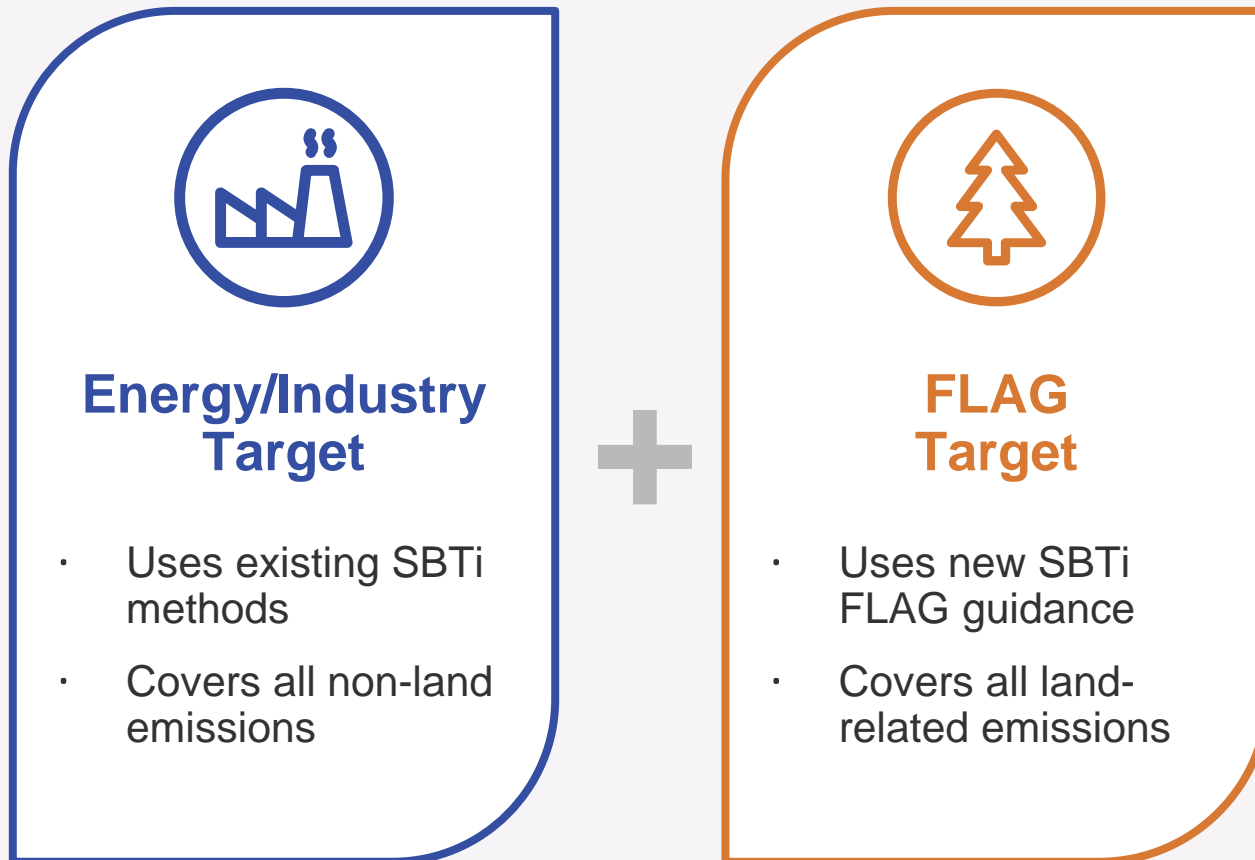 Energy/Industry
Target
· Uses existing SBTi
methods
· Covers all non-land
emissions
FLAG
Target
· Uses new SBTi
FLAG guidance
· Covers all land-
related emissions